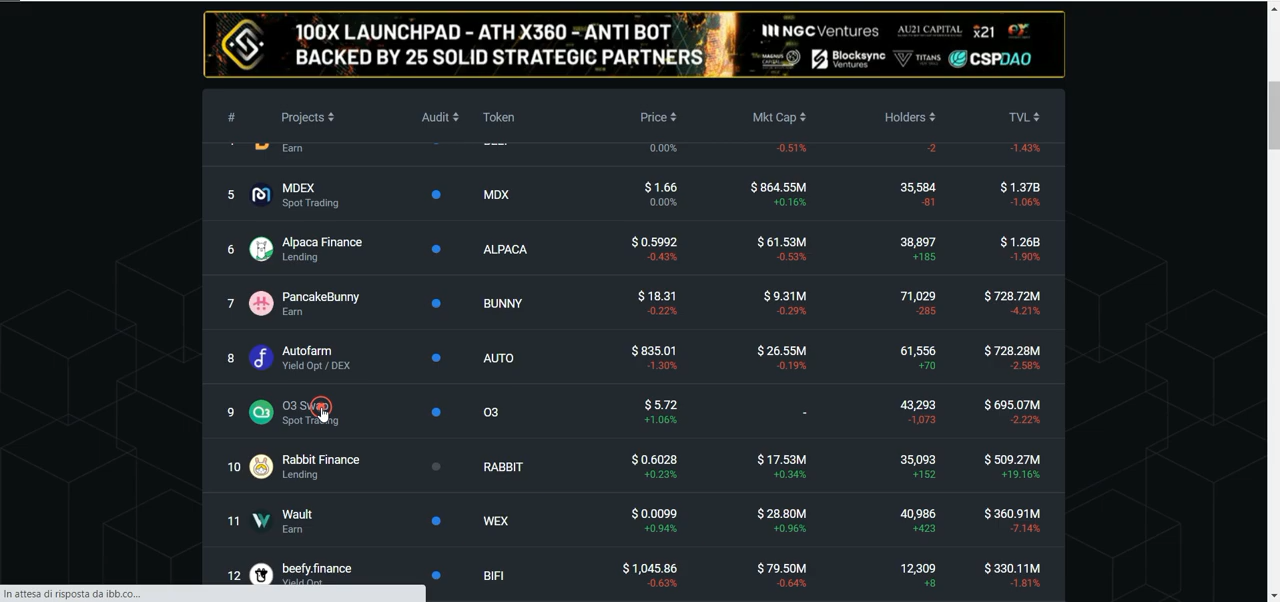 100X LAUNCHPAD - ATH X360 - ANTI BOT
BACKED BY 25 SOLID STRATEGIC PARTNERS
NGC Ventures AU21 CAPITAL x21
Blocksync Ventures TITANS CSPDAO
# Projects Audit Token Price Mkt Cap Holders TVL
Earn 0.00% -0.51% -2 -1.43%
5 MDEX MDX $ 1.66 $ 864.55M 35,584 $ 1.37B
Spot Trading 0.00% +0.16% -81 -1.06%
6 Alpaca Finance ALPACA $ 0.5992 $ 61.53M 38,897 $ 1.26B
Lending -0.43% -0.53% +185 -1.90%
7 PancakeBunny BUNNY $ 18.31 $ 9.31M 71,029 $ 728.72M
Earn -0.22% -0.29% -285 -4.21%
8 Autofarm AUTO $ 835.01 $ 26.55M 61,556 $ 728.28M
Yield Opt / DEX -1.30% -0.19% +70 -2.58%
9 O3 Swap O3 $ 5.72 - 43,293 $ 695.07M
Spot Trading +1.06% -1,073 -2.22%
10 Rabbit Finance RABBIT $ 0.6028 $ 17.53M 35,093 $ 509.27M
Lending +0.23% +0.34% +152 +19.16%
11 Wault WEX $ 0.0099 $ 28.80M 40,986 $ 360.91M
Earn +0.94% +0.96% +423 -7.14%
12 beefy.finance BIFI $ 1,045.86 $ 79.50M 12,309 $ 330.11M
Yield Opt -0.63% -0.64% +8 -1.81%
In attesa di risposta da ibb.co...